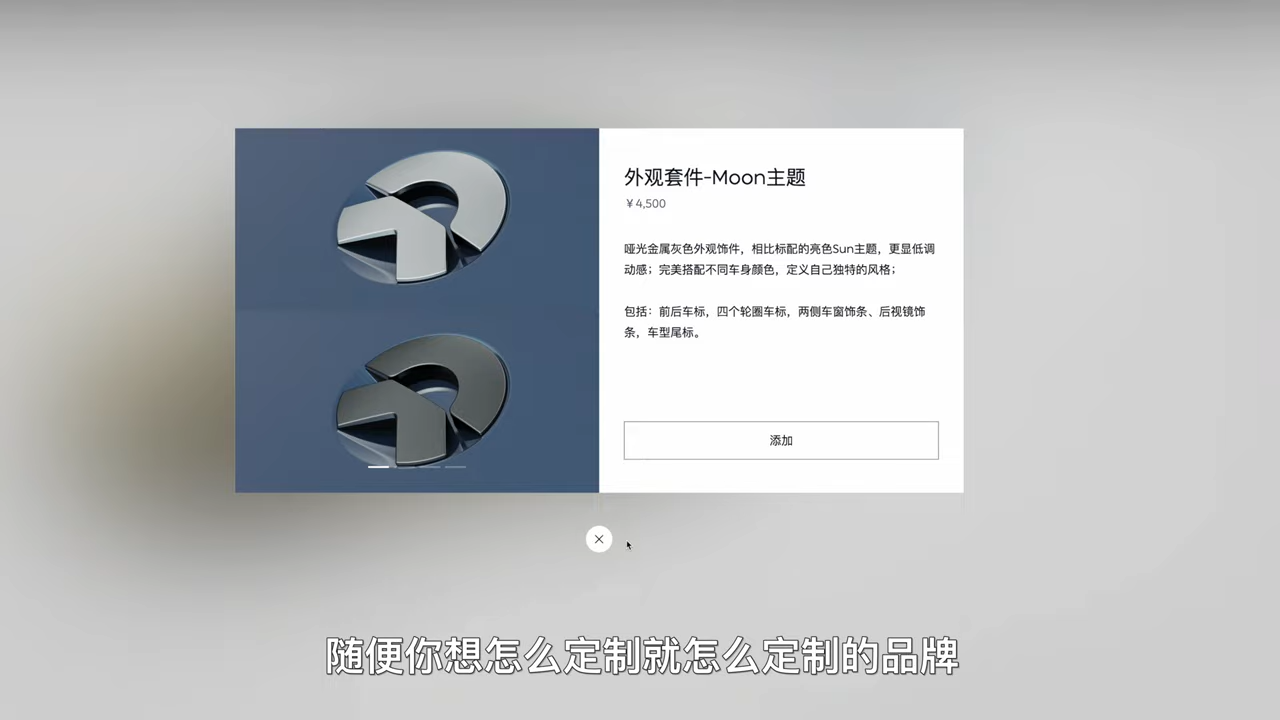 外观套件-Moon主题
￥4,500
哑光金属灰色外观饰件，相比标配的亮色Sun主题，更显低调
动感；完美搭配不同车身颜色，定义自己独特的风格；
包括：前后车标，四个轮圈车标，两侧车窗饰条、后视镜饰
条，车型尾标。
添加
随便你想怎么定制就怎么定制的品牌